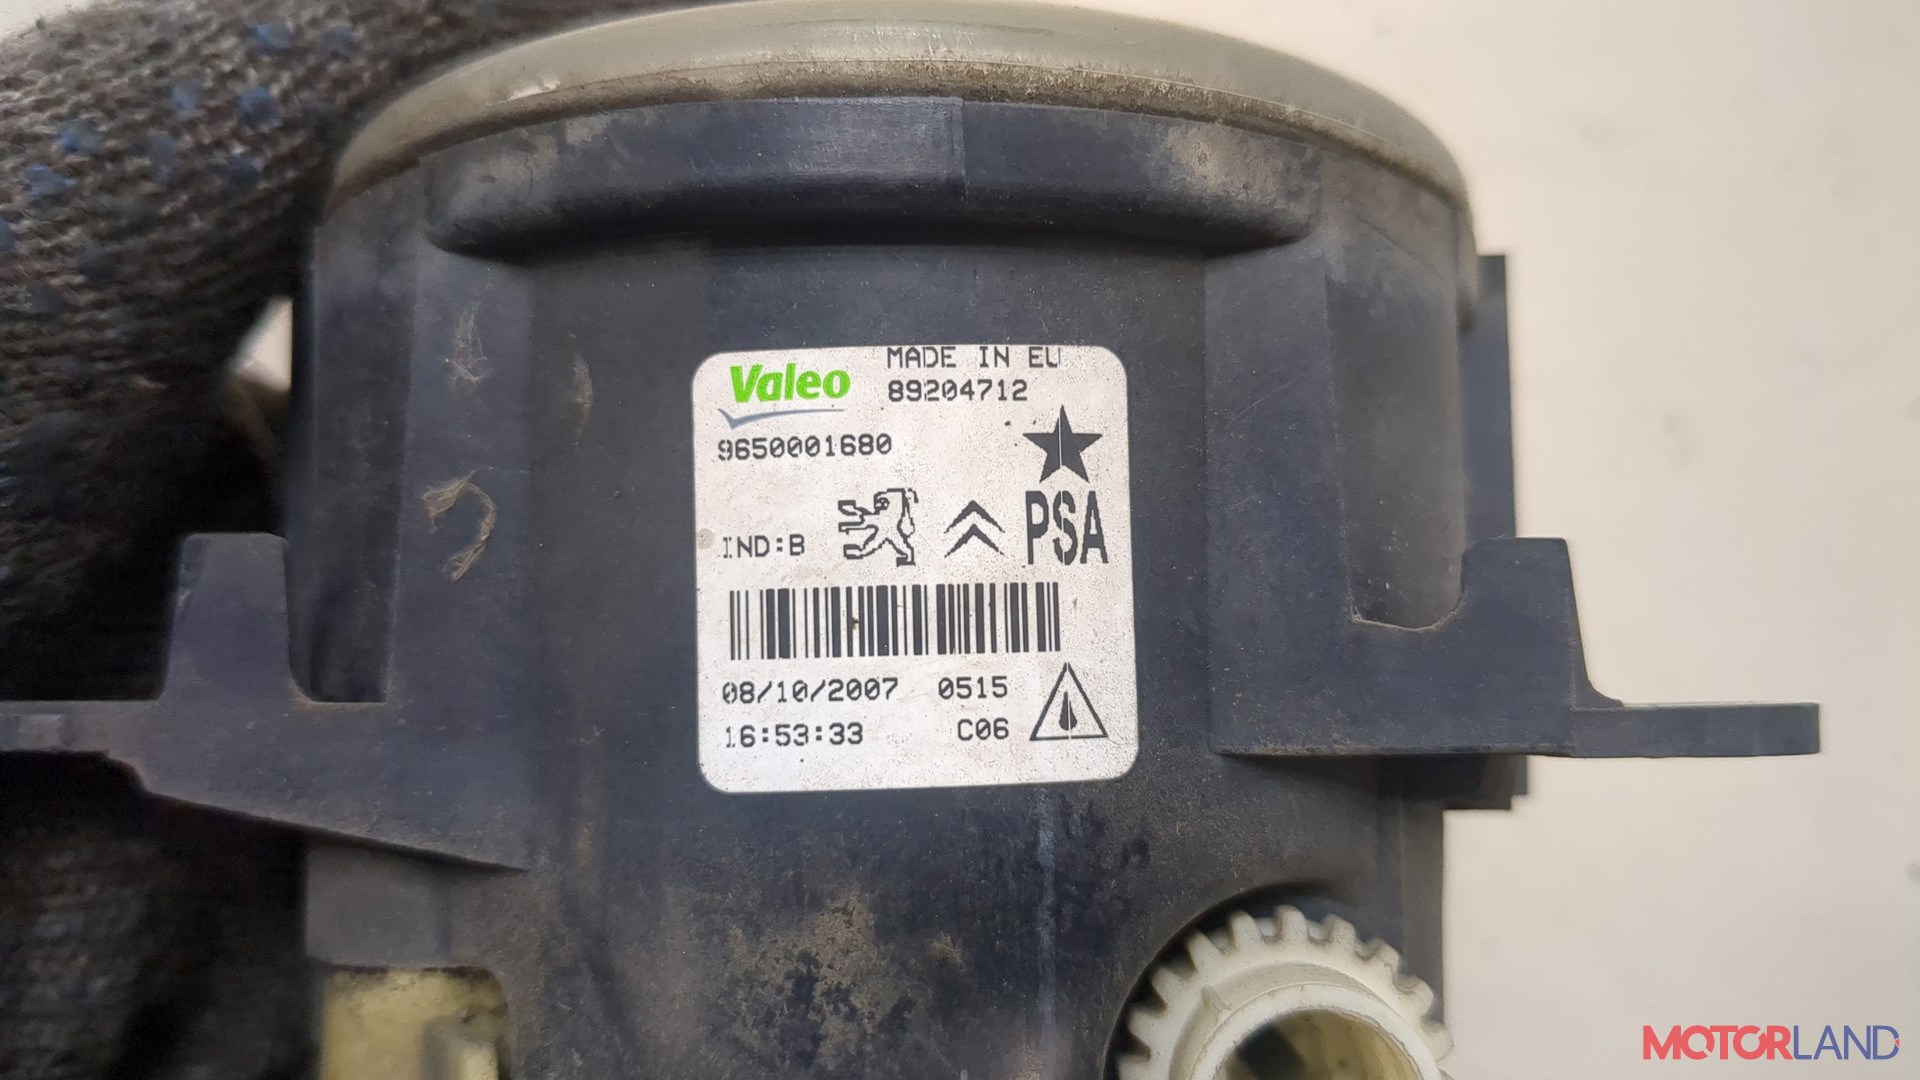 Valeo MADE IN EU
89204712
9650001680
IND:B PSA
08/10/2007 0515
16:53:33 C06
MOTORLAND